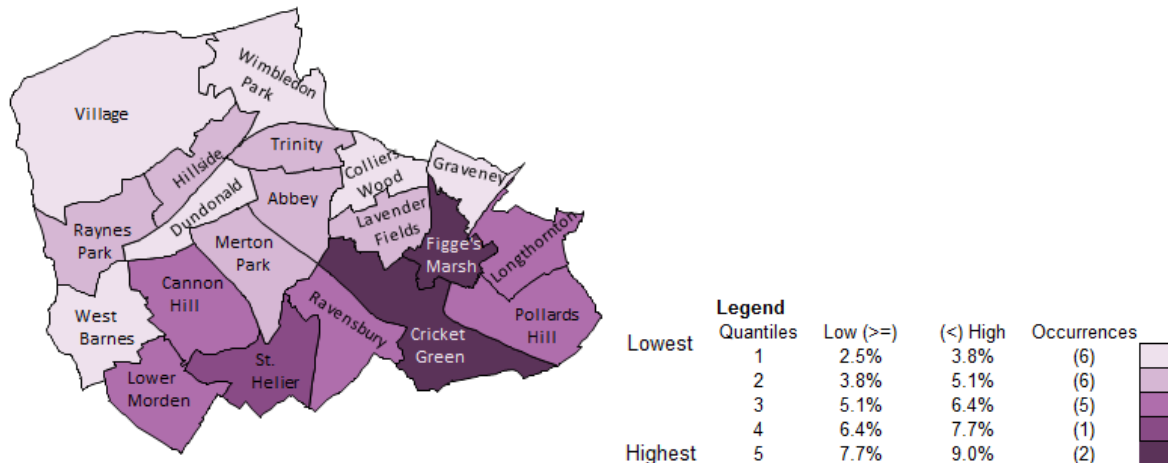 Village
Wimbledon
Park
Hillside
Trinity
Dundonald
Abbey
Colliers
Wood
Graveney
Raynes
Park
Merton
Park
Lavender
Fields
Figge's
Marsh
Longthornton
West
Barnes
Cannon
Hill
Ravensbury
Cricket
Green
Pollards
Hill
Lower
Morden
St.
Helier
Legend
Quantiles Low (>=) (<) High Occurrences
Lowest 1 2.5% 3.8% (6)
2 3.8% 5.1% (6)
3 5.1% 6.4% (5)
4 6.4% 7.7% (1)
Highest 5 7.7% 9.0% (2)